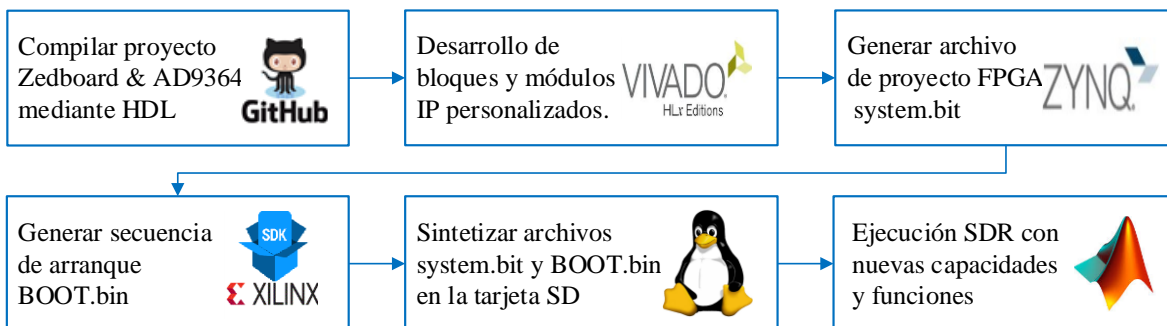 Compilar proyecto
Zedboard & AD9364
mediante HDL
GitHub
Desarrollo de
bloques y módulos
IP personalizados.
VIVADO
HLx Editions
Generar archivo
de proyecto FPGA
system.bit
ZYNQ
Generar secuencia
de arranque
BOOT.bin
SDK
XILINX
Sintetizar archivos
system.bit y BOOT.bin
en la tarjeta SD
Ejecución SDR con
nuevas capacidades
y funciones